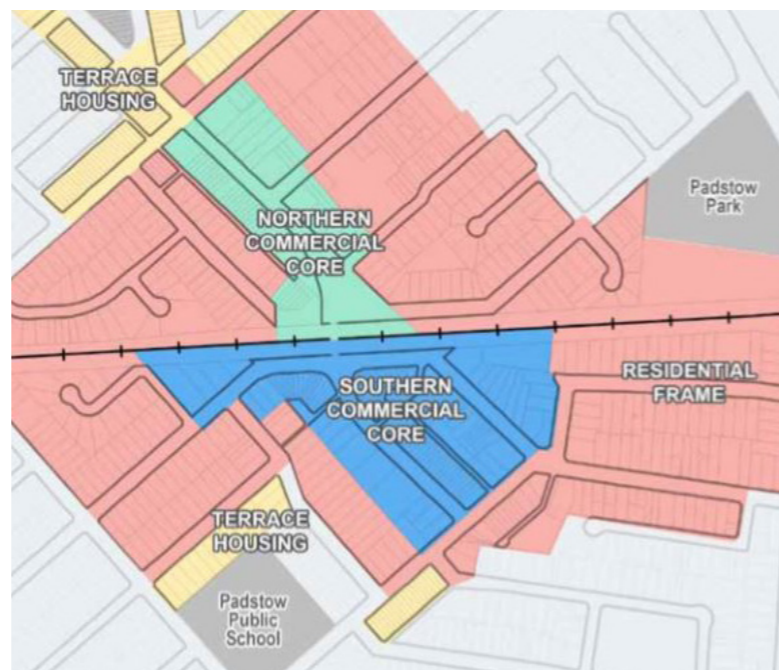 TERRACE
HOUSING
Padstow
Park
NORTHERN
COMMERCIAL
CORE
RESIDENTIAL
FRAME
SOUTHERN
COMMERCIAL
CORE
TERRACE
HOUSING
Padstow
Public
School